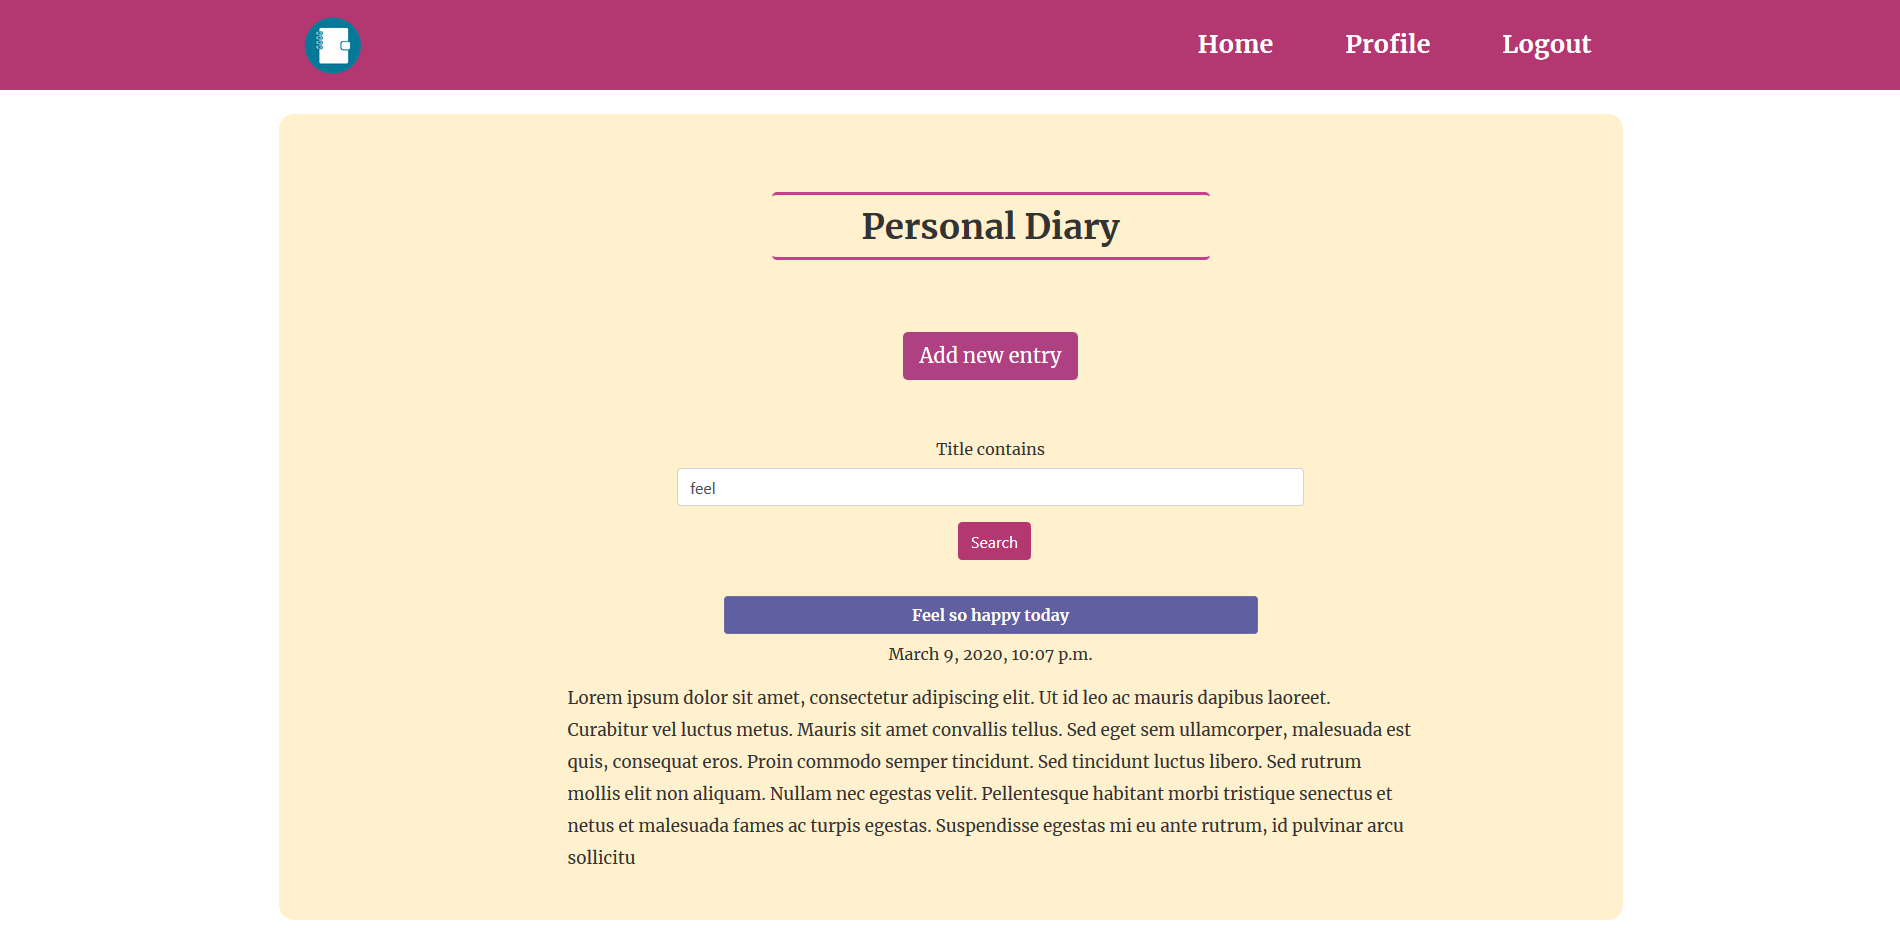 Home Profile Logout
Personal Diary
Add new entry
Title contains
feel
Search
Feel so happy today
March 9, 2020, 10:07 p.m.
Lorem ipsum dolor sit amet, consectetur adipiscing elit. Ut id leo ac mauris dapibus laoreet.
Curabitur vel luctus metus. Mauris sit amet convallis tellus. Sed eget sem ullamcorper, malesuada est
quis, consequat eros. Proin commodo semper tincidunt. Sed tincidunt luctus libero. Sed rutrum
mollis elit non aliquam. Nullam nec egestas velit. Pellentesque habitant morbi tristique senectus et
netus et malesuada fames ac turpis egestas. Suspendisse egestas mi eu ante rutrum, id pulvinar arcu
sollicitu